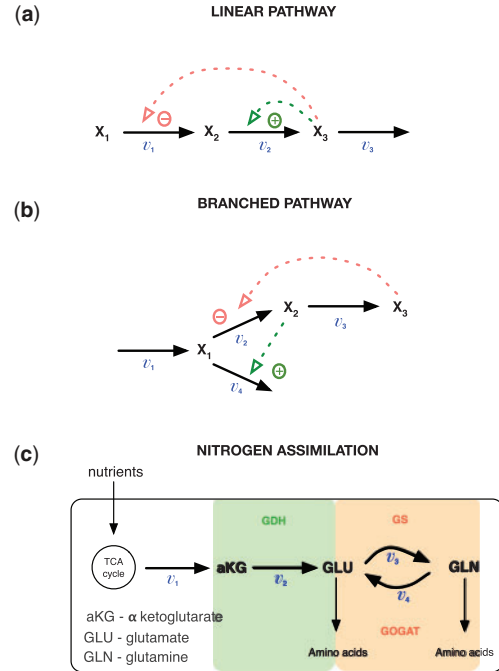 (a)
LINEAR PATHWAY
X1 X2 X3
v1 v2 v3
− +
(b)
BRANCHED PATHWAY
− X2 X3
v2 v3
X1
v1 v4 +
(c)
NITROGEN ASSIMILATION
nutrients
GDH GS
TCA
cycle
aKG GLU GLN
v1 v2 v3 v4
aKG - α ketoglutarate
GLU - glutamate
GLN - glutamine
GOGAT
Amino acids Amino acids